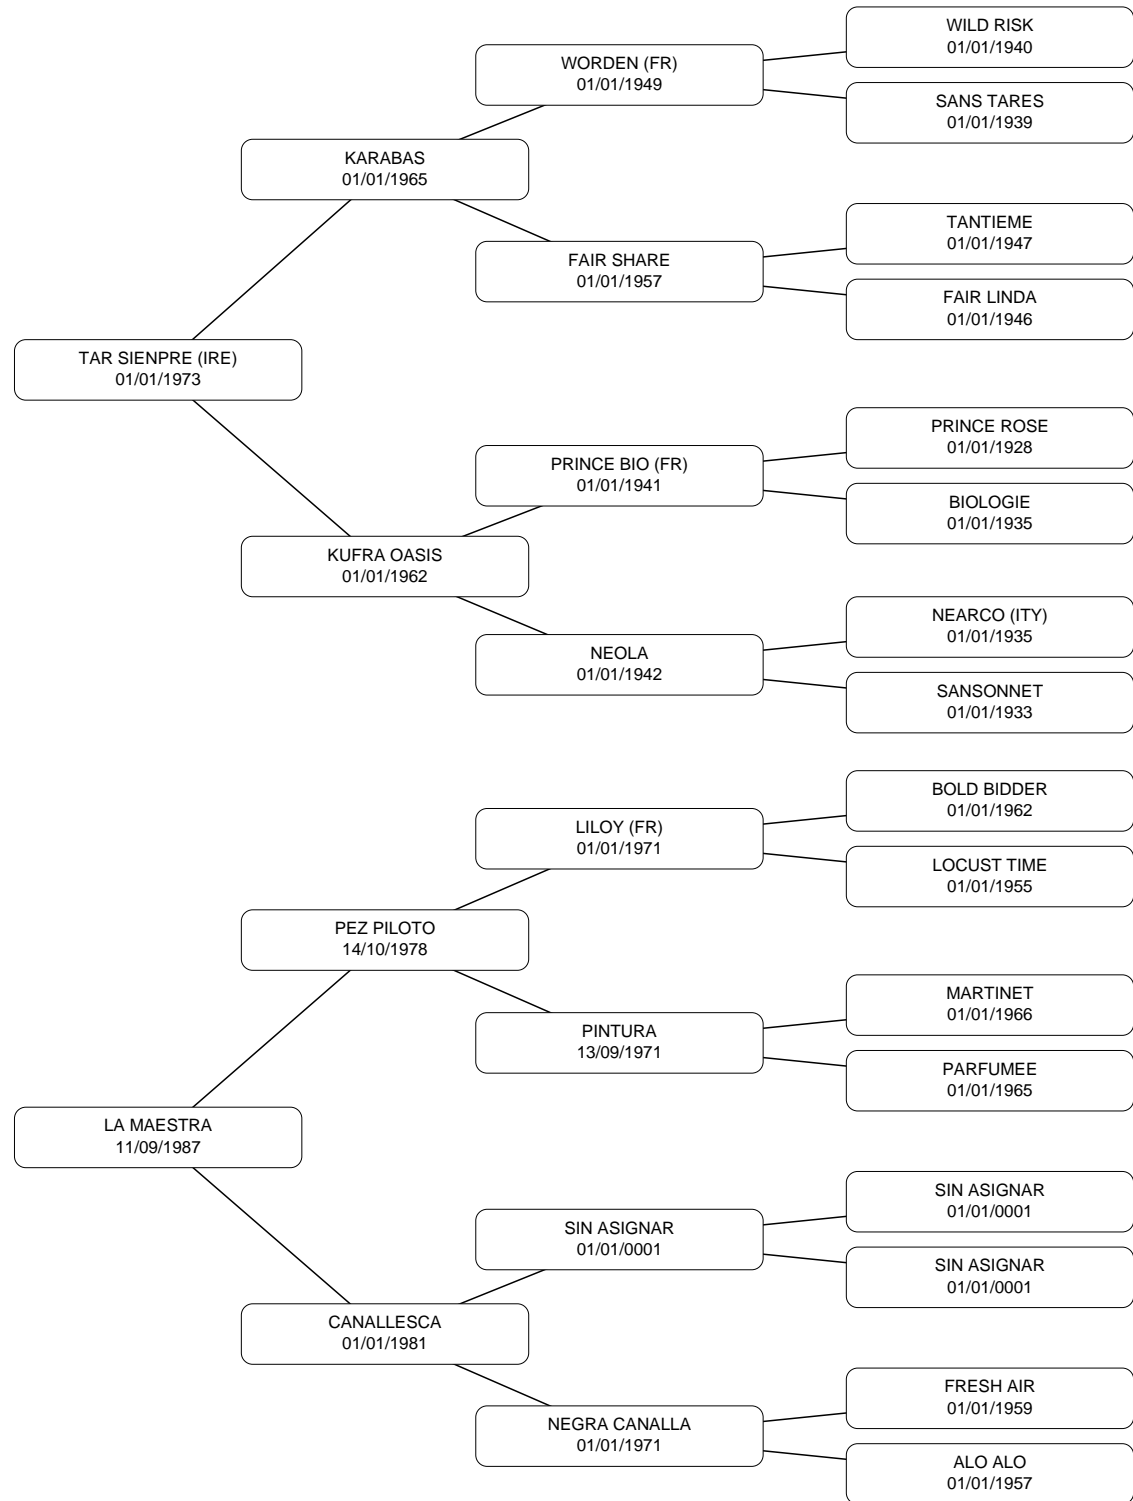 WILD RISK
01/01/1940
WORDEN (FR)
01/01/1949
SANS TARES
01/01/1939
KARABAS
01/01/1965
TANTIEME
01/01/1947
FAIR SHARE
01/01/1957
FAIR LINDA
01/01/1946
TAR SIENPRE (IRE)
01/01/1973
PRINCE ROSE
01/01/1928
PRINCE BIO (FR)
01/01/1941
BIOLOGIE
01/01/1935
KUFRA OASIS
01/01/1962
NEARCO (ITY)
01/01/1935
NEOLA
01/01/1942
SANSONNET
01/01/1933
BOLD BIDDER
01/01/1962
LILOY (FR)
01/01/1971
LOCUST TIME
01/01/1955
PEZ PILOTO
14/10/1978
MARTINET
01/01/1966
PINTURA
13/09/1971
PARFUMEE
01/01/1965
LA MAESTRA
11/09/1987
SIN ASIGNAR
01/01/0001
SIN ASIGNAR
01/01/0001
SIN ASIGNAR
01/01/0001
CANALLESCA
01/01/1981
FRESH AIR
01/01/1959
NEGRA CANALLA
01/01/1971
ALO ALO
01/01/1957